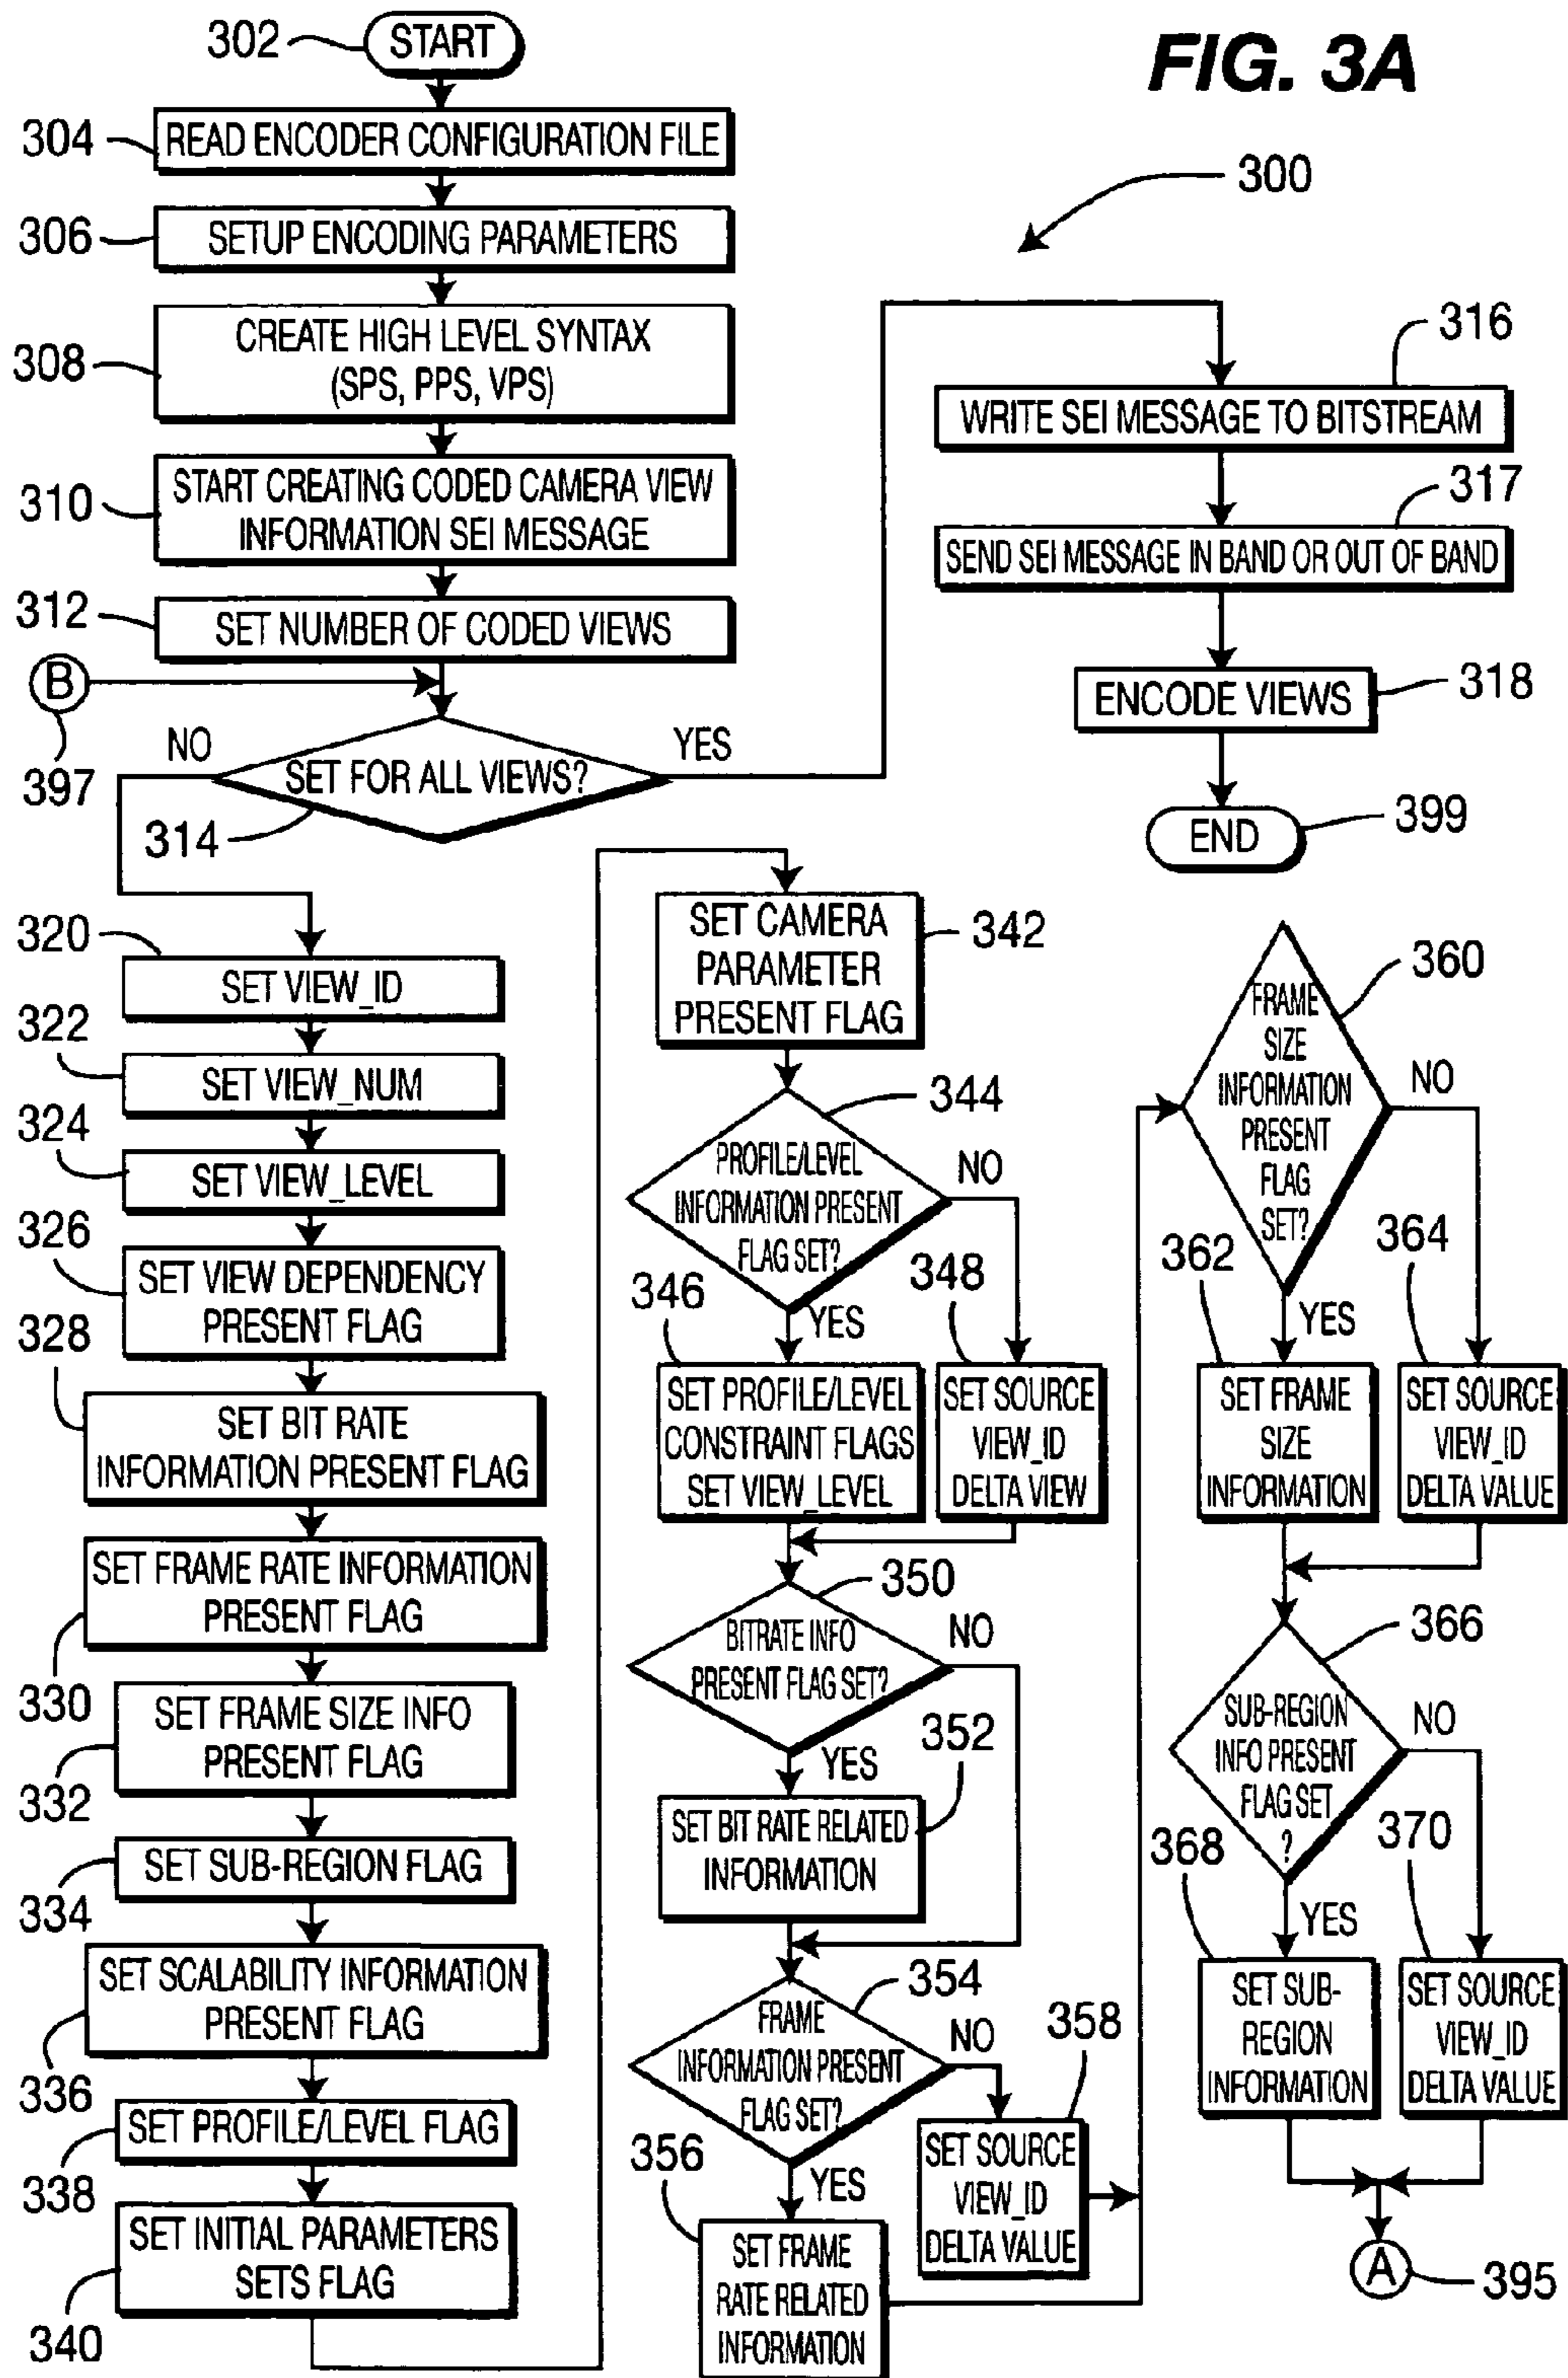 FIG. 3A
300
302
START
304
READ ENCODER CONFIGURATION FILE
306
SETUP ENCODING PARAMETERS
308
CREATE HIGH LEVEL SYNTAX
(SPS, PPS, VPS)
310
START CREATING CODED CAMERA VIEW
INFORMATION SEI MESSAGE
312
SET NUMBER OF CODED VIEWS
B
397
NO
YES
SET FOR ALL VIEWS?
314
316
WRITE SEI MESSAGE TO BITSTREAM
317
SEND SEI MESSAGE IN BAND OR OUT OF BAND
ENCODE VIEWS
318
END
399
320
SET VIEW_ID
322
SET VIEW_NUM
324
SET VIEW_LEVEL
326
SET VIEW DEPENDENCY
PRESENT FLAG
328
SET BIT RATE
INFORMATION PRESENT FLAG
SET FRAME RATE INFORMATION
PRESENT FLAG
330
SET FRAME SIZE INFO
PRESENT FLAG
332
SET SUB-REGION FLAG
334
SET SCALABILITY INFORMATION
PRESENT FLAG
336
SET PROFILE/LEVEL FLAG
338
SET INITIAL PARAMETERS
SETS FLAG
340
SET CAMERA
PARAMETER
PRESENT FLAG
342
344
PROFILE/LEVEL
INFORMATION PRESENT
FLAG SET?
NO
YES
346
SET PROFILE/LEVEL
CONSTRAINT FLAGS
SET VIEW_LEVEL
348
SET SOURCE
VIEW_ID
DELTA VIEW
350
BITRATE INFO
PRESENT FLAG SET?
NO
YES
352
SET BIT RATE RELATED
INFORMATION
354
FRAME
INFORMATION PRESENT
FLAG SET?
NO
YES
358
SET SOURCE
VIEW_ID
DELTA VALUE
356
SET FRAME
RATE RELATED
INFORMATION
360
FRAME
SIZE
INFORMATION
PRESENT
FLAG
SET?
NO
YES
362
SET FRAME
SIZE
INFORMATION
364
SET SOURCE
VIEW_ID
DELTA VALUE
366
SUB-REGION
INFO PRESENT
FLAG SET
?
NO
YES
368
SET SUB-
REGION
INFORMATION
370
SET SOURCE
VIEW_ID
DELTA VALUE
A
395